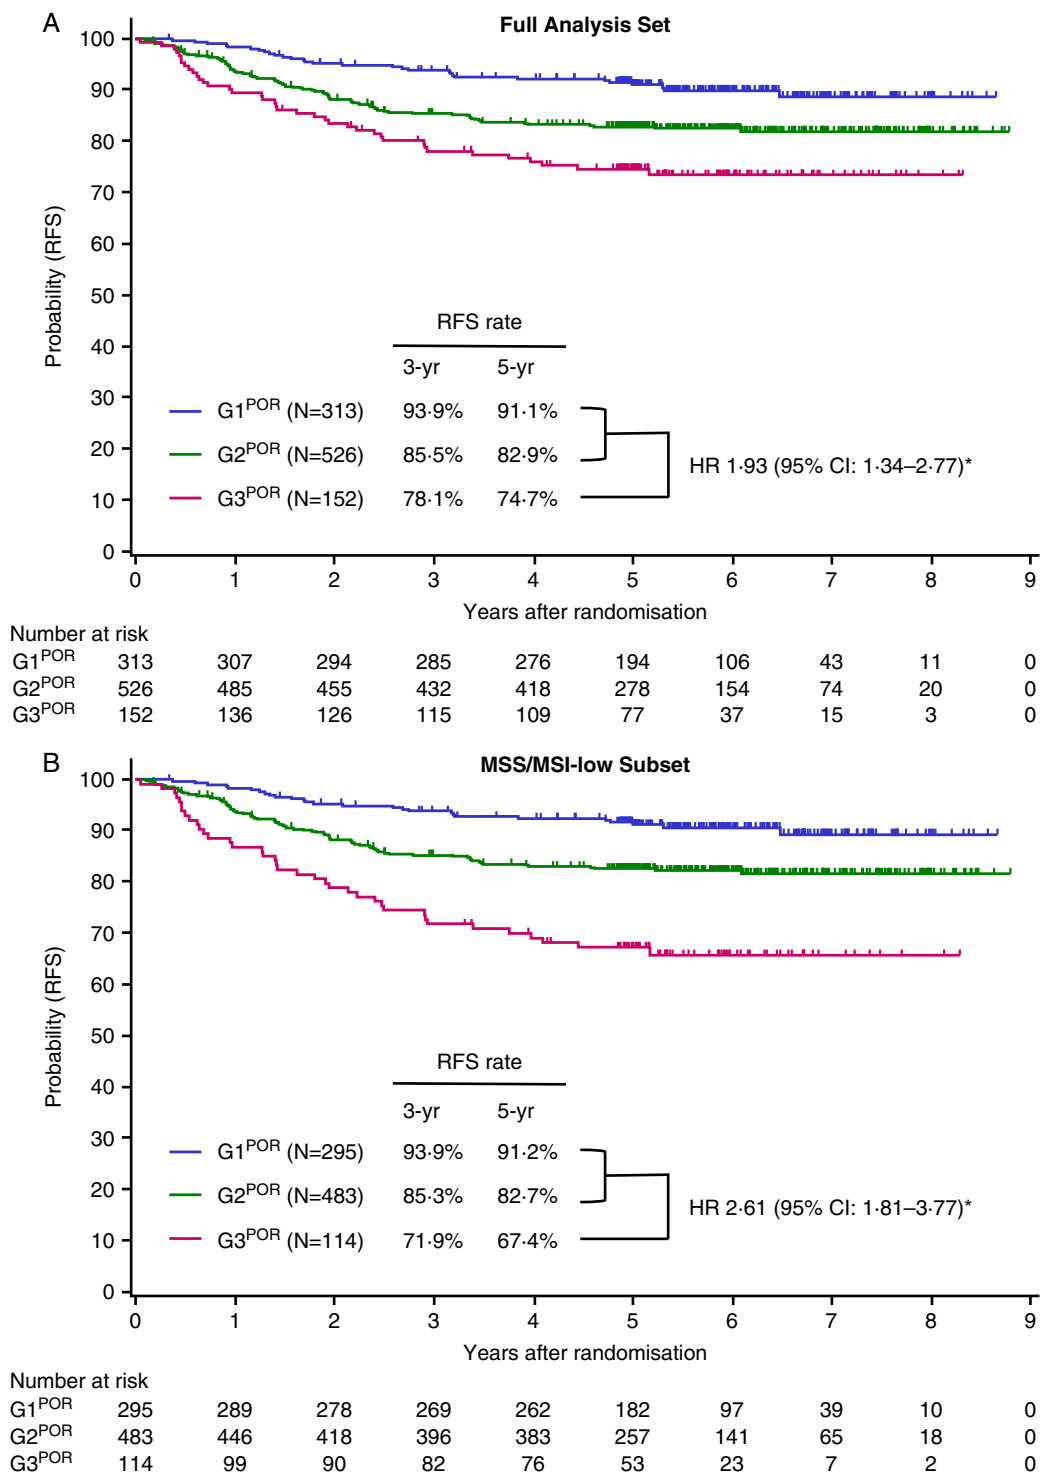 A
Full Analysis Set
Probability (RFS)
100
90
80
70
60
50
40
30
20
10
0
RFS rate
3-yr 5-yr
G1POR (N=313) 93·9% 91·1%
G2POR (N=526) 85·5% 82·9%
G3POR (N=152) 78·1% 74·7%
HR 1·93 (95% CI: 1·34–2·77)*
0 1 2 3 4 5 6 7 8 9
Years after randomisation
Number at risk
G1POR 313 307 294 285 276 194 106 43 11 0
G2POR 526 485 455 432 418 278 154 74 20 0
G3POR 152 136 126 115 109 77 37 15 3 0
B
MSS/MSI-low Subset
Probability (RFS)
100
90
80
70
60
50
40
30
20
10
0
RFS rate
3-yr 5-yr
G1POR (N=295) 93·9% 91·2%
G2POR (N=483) 85·3% 82·7%
G3POR (N=114) 71·9% 67·4%
HR 2·61 (95% CI: 1·81–3·77)*
0 1 2 3 4 5 6 7 8 9
Years after randomisation
Number at risk
G1POR 295 289 278 269 262 182 97 39 10 0
G2POR 483 446 418 396 383 257 141 65 18 0
G3POR 114 99 90 82 76 53 23 7 2 0